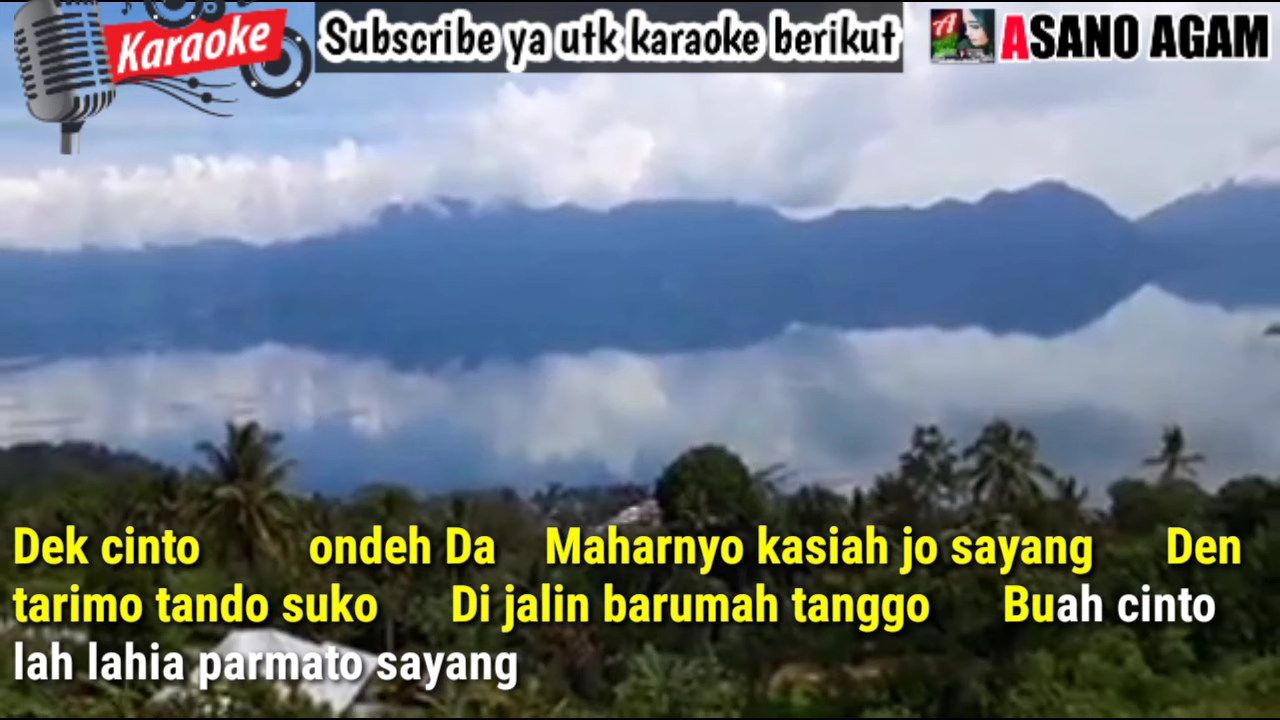 Karaoke
Subscribe ya utk karaoke berikut
ASANO AGAM
Dek cinto ondeh Da Maharnyo kasiah jo sayang Den
tarimo tando suko Di jalin barumah tanggo Buah cinto
lah lahia parmato sayang